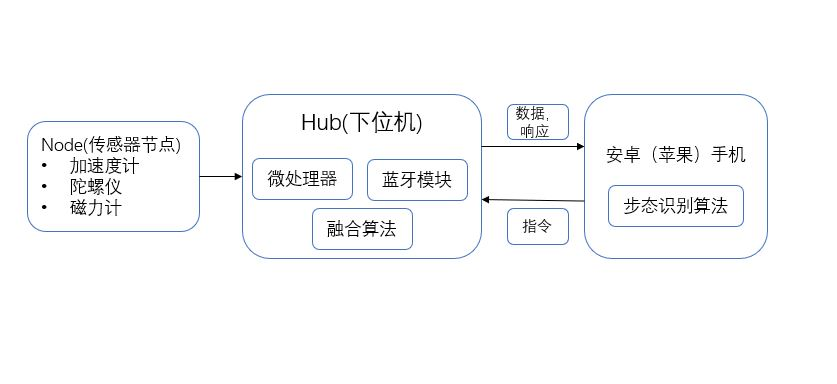 Node(传感器节点)
• 加速度计
• 陀螺仪
• 磁力计
Hub(下位机)
微处理器
蓝牙模块
融合算法
数据，
响应
指令
安卓（苹果）手机
步态识别算法